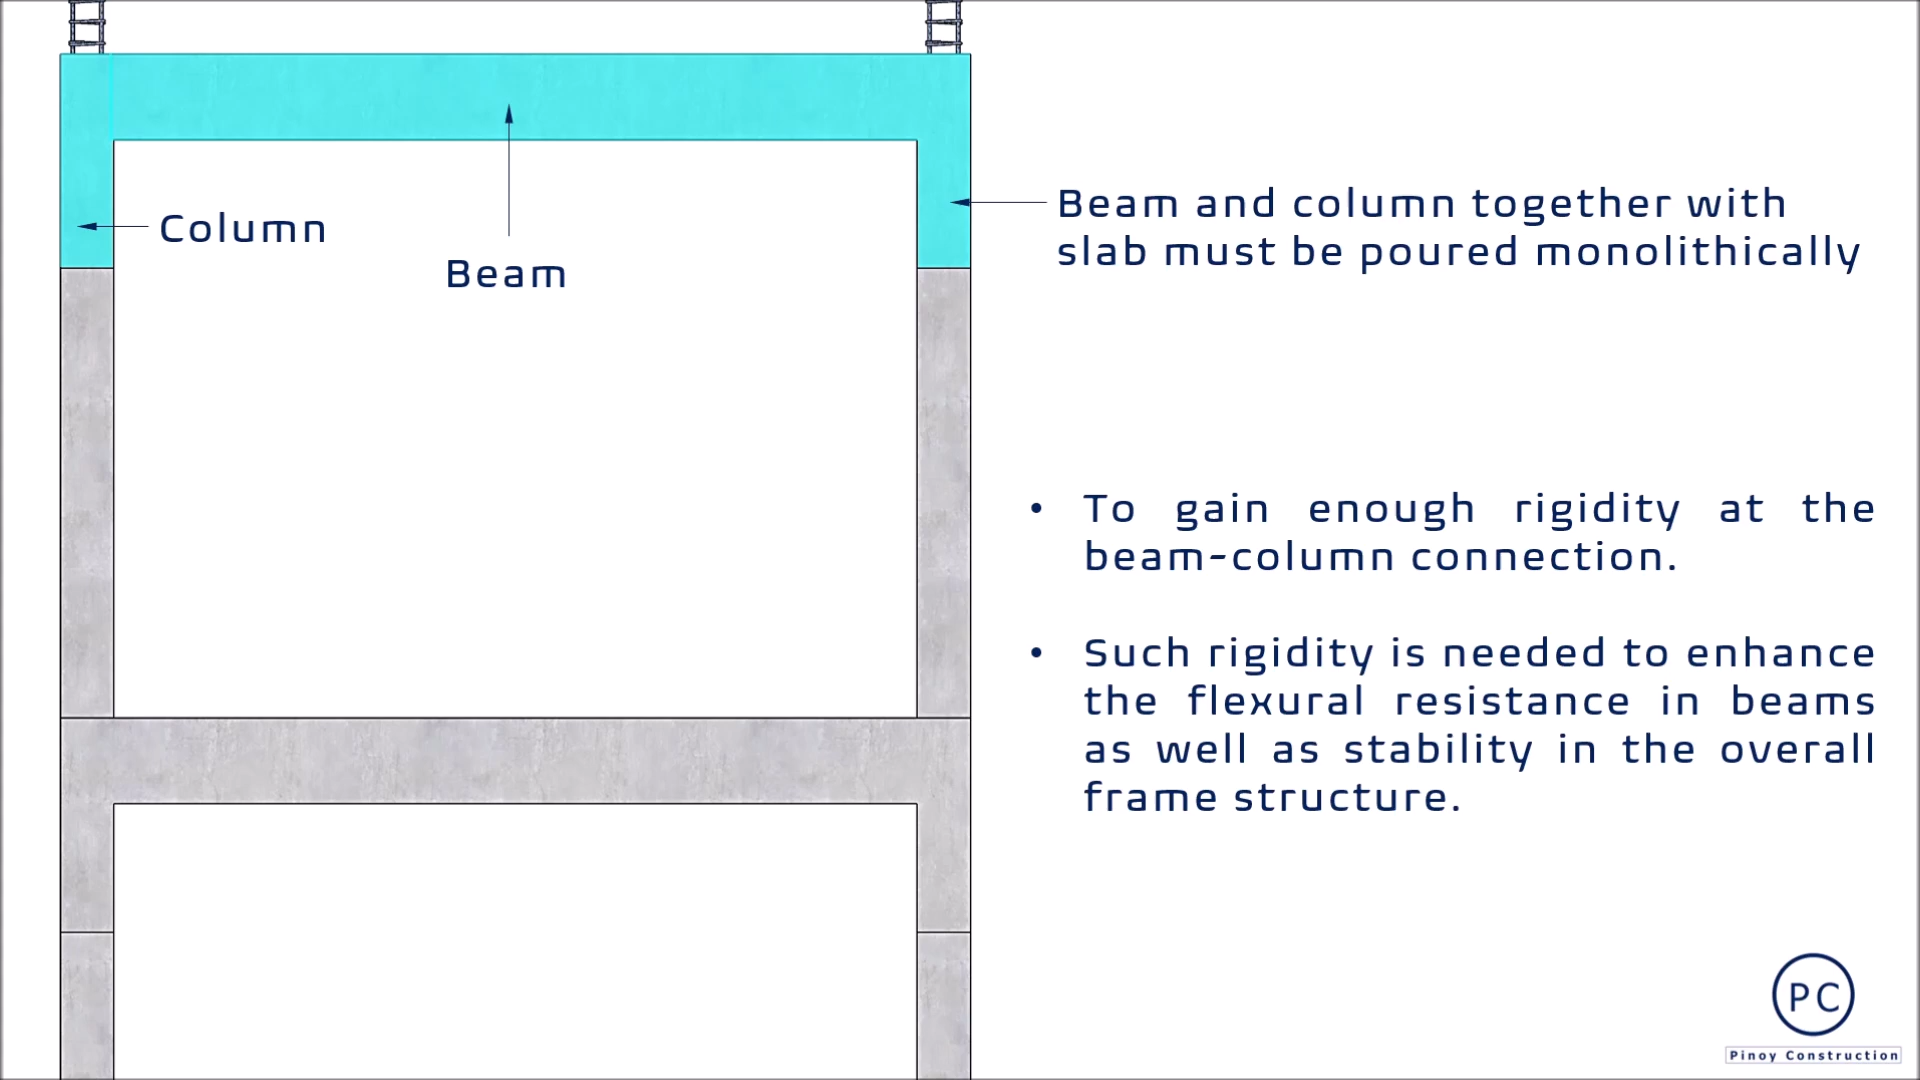 Column
Beam
Beam and column together with
slab must be poured monolithically
• To gain enough rigidity at the
beam-column connection.
• Such rigidity is needed to enhance
the flexural resistance in beams
as well as stability in the overall
frame structure.
PC
Pinoy Construction